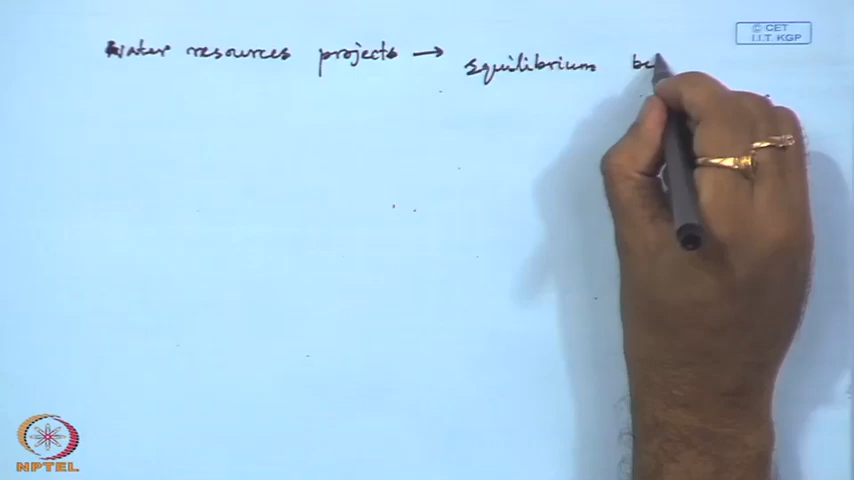 water resources projects → Equilibrium be
© CET
I.I.T. KGP
NPTEL